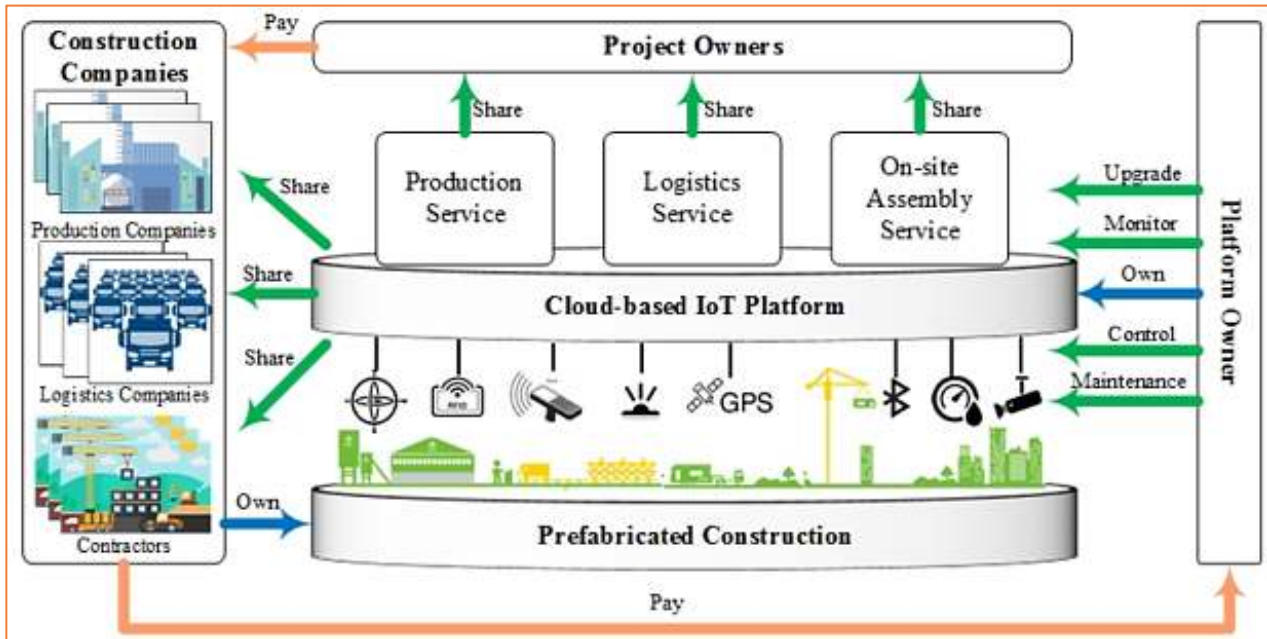 Pay
Construction
Companies
Project Owners
Share
Share
Share
Production
Service
Logistics
Service
On-site
Assembly
Service
Share
Production Companies
Share
Cloud-based IoT Platform
Share
Logistics Companies
RFID
GPS
Upgrade
Monitor
Own
Control
Maintenance
Platform Owner
Own
Contractors
Prefabricated Construction
Pay